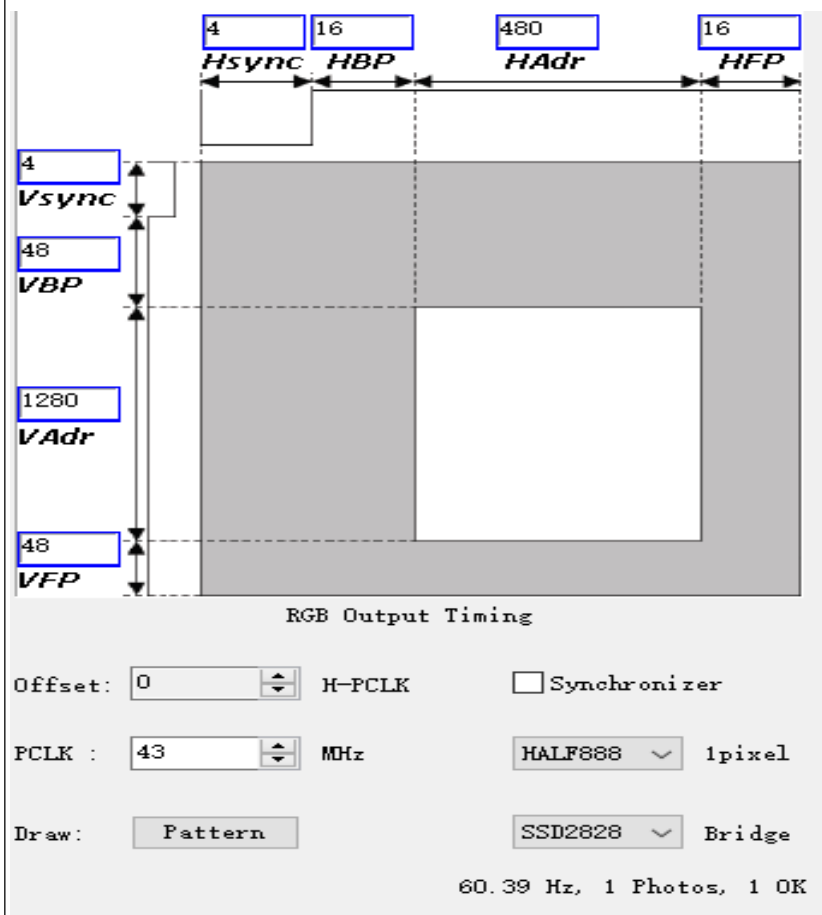 4 16 480 16
Hsync HBP HAdr HFP
4
Vsync
48
VBP
1280
VAdr
48
VFP
RGB Output Timing
Offset: 0 H-PCLK Synchronizer
PCLK : 43 MHz HALF888 1pixel
Draw: Pattern SSD2828 Bridge
60.39 Hz, 1 Photos, 1 OK